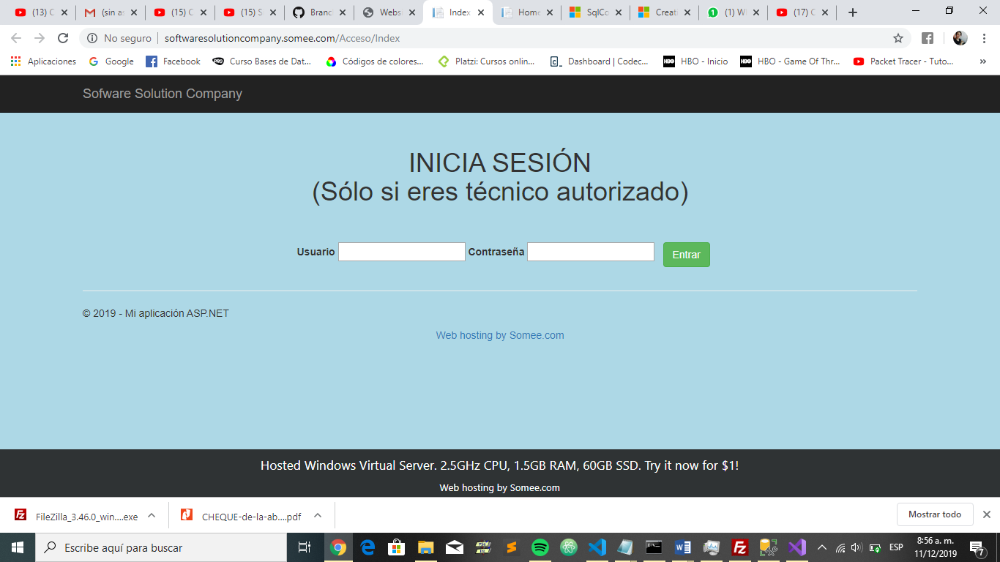 (13) C
(sin as
(15) C
(15) S
Branc
Websi
Index
Home
SqlCo
Creat
(1) W
(17) C
No seguro
softwaresolutioncompany.somee.com/Acceso/Index
Aplicaciones
Google
Facebook
Curso Bases de Dat...
Códigos de colores...
Platzi: Cursos onlin...
Dashboard | Codec...
HBO - Inicio
HBO - Game Of Thr...
Packet Tracer - Tuto...
Sofware Solution Company
INICIA SESIÓN
(Sólo si eres técnico autorizado)
Usuario
Contraseña
Entrar
© 2019 - Mi aplicación ASP.NET
Web hosting by Somee.com
Hosted Windows Virtual Server. 2.5GHz CPU, 1.5GB RAM, 60GB SSD. Try it now for $1!
Web hosting by Somee.com
FileZilla_3.46.0_win....exe
CHEQUE-de-la-ab....pdf
Mostrar todo
Escribe aquí para buscar
ESP
8:56 a. m.
11/12/2019
7